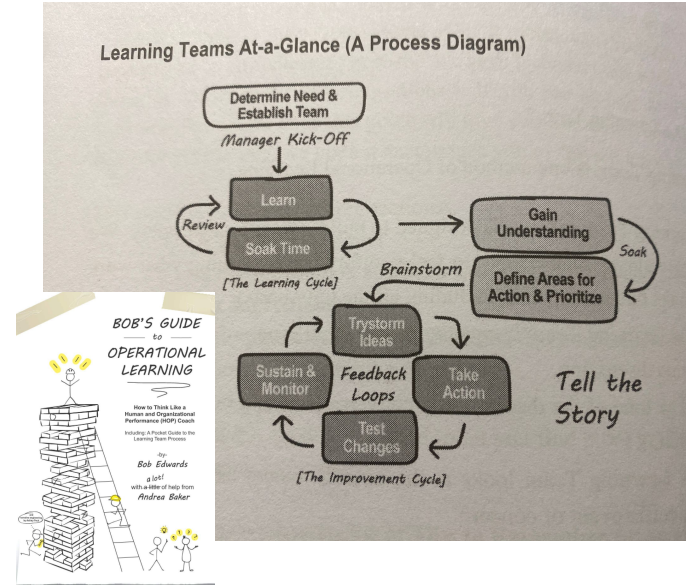 Learning Teams At-a-Glance (A Process Diagram)
Determine Need &
Establish Team
Manager Kick-Off
Learn
Review
Soak Time
[The Learning Cycle]
Gain
Understanding
Soak
Define Areas for
Action & Prioritize
Brainstorm
Trystorm
Ideas
Sustain &
Monitor
Feedback
Loops
Take
Action
Test
Changes
[The Improvement Cycle]
Tell the
Story
BOB'S GUIDE
to
OPERATIONAL
LEARNING
How to Think Like a
Human and Organizational
Performance (HOP) Coach
Including: A Pocket Guide to the
Learning Team Process
-by-
Bob Edwards
a lot!
with a little of help from
Andrea Baker